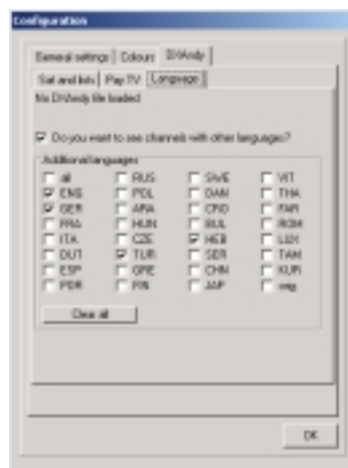 Configuration
General settings Colours DVAndy
Sat and lists Pay TV Language
No DVAndy file loaded
Do you want to see channels with other languages?
Additional languages
all RUS SWE VIT
ENG POL DAN THA
GER ARA CRO FAR
FRA HUN BUL ROM
ITA CZE HEB LUX
DUT TUR SER TAM
ESP GRE CHN KUR
POR FIN JAP orig.
Clear all
OK